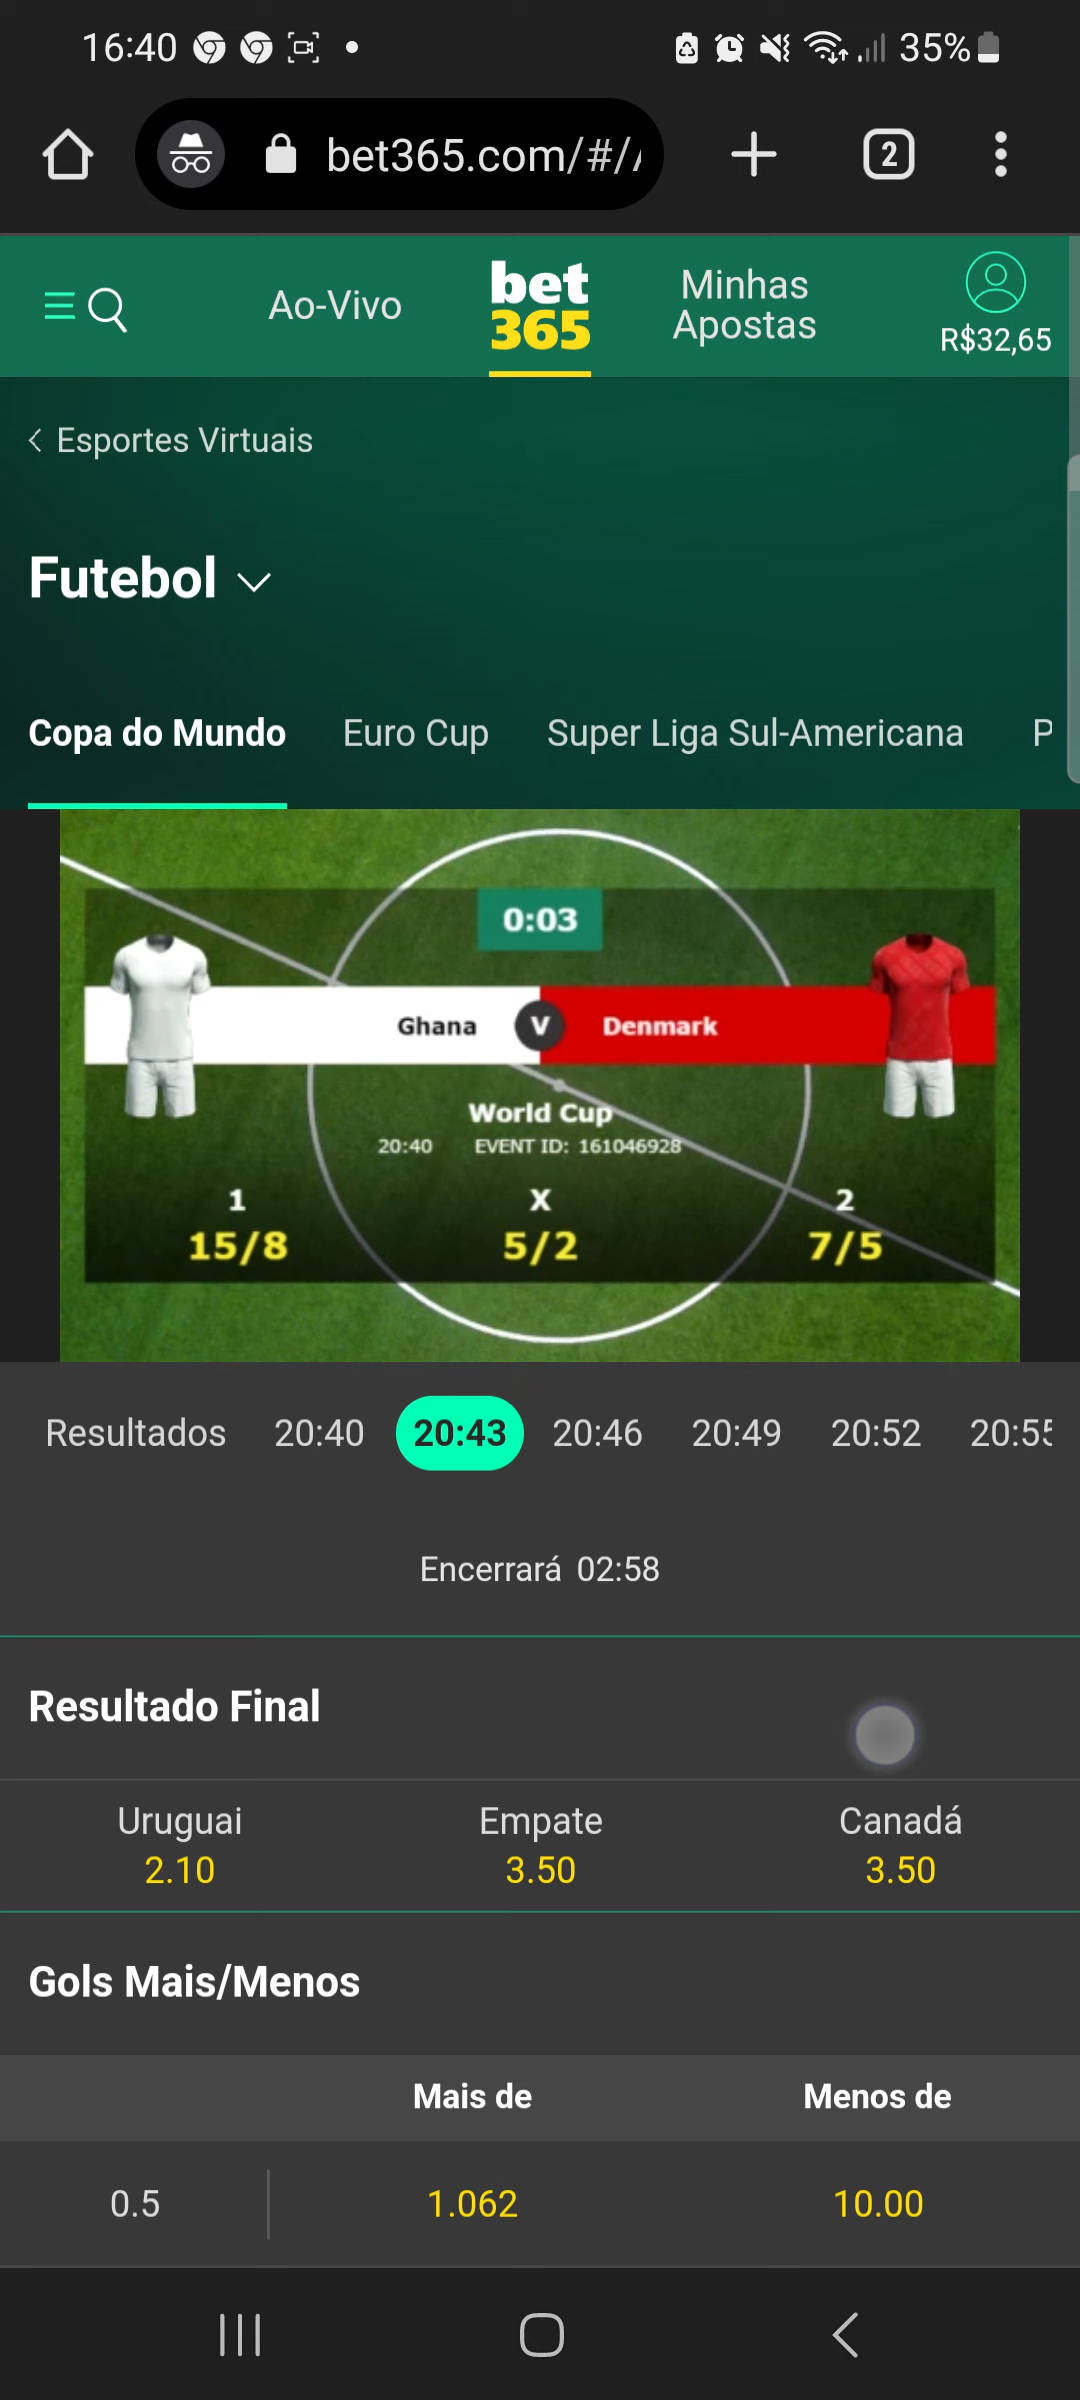 16:40
35%
bet365.com/#/
2
Ao-Vivo
bet
365
Minhas
Apostas
R$32,65
Esportes Virtuais
Futebol
Copa do Mundo
Euro Cup
Super Liga Sul-Americana
P
0:03
Ghana
V
Denmark
World Cup
20:40
EVENT ID: 161046928
1
X
2
15/8
5/2
7/5
Resultados
20:40
20:43
20:46
20:49
20:52
20:55
Encerrará 02:58
Resultado Final
Uruguai
Empate
Canadá
2.10
3.50
3.50
Gols Mais/Menos
Mais de
Menos de
0.5
1.062
10.00